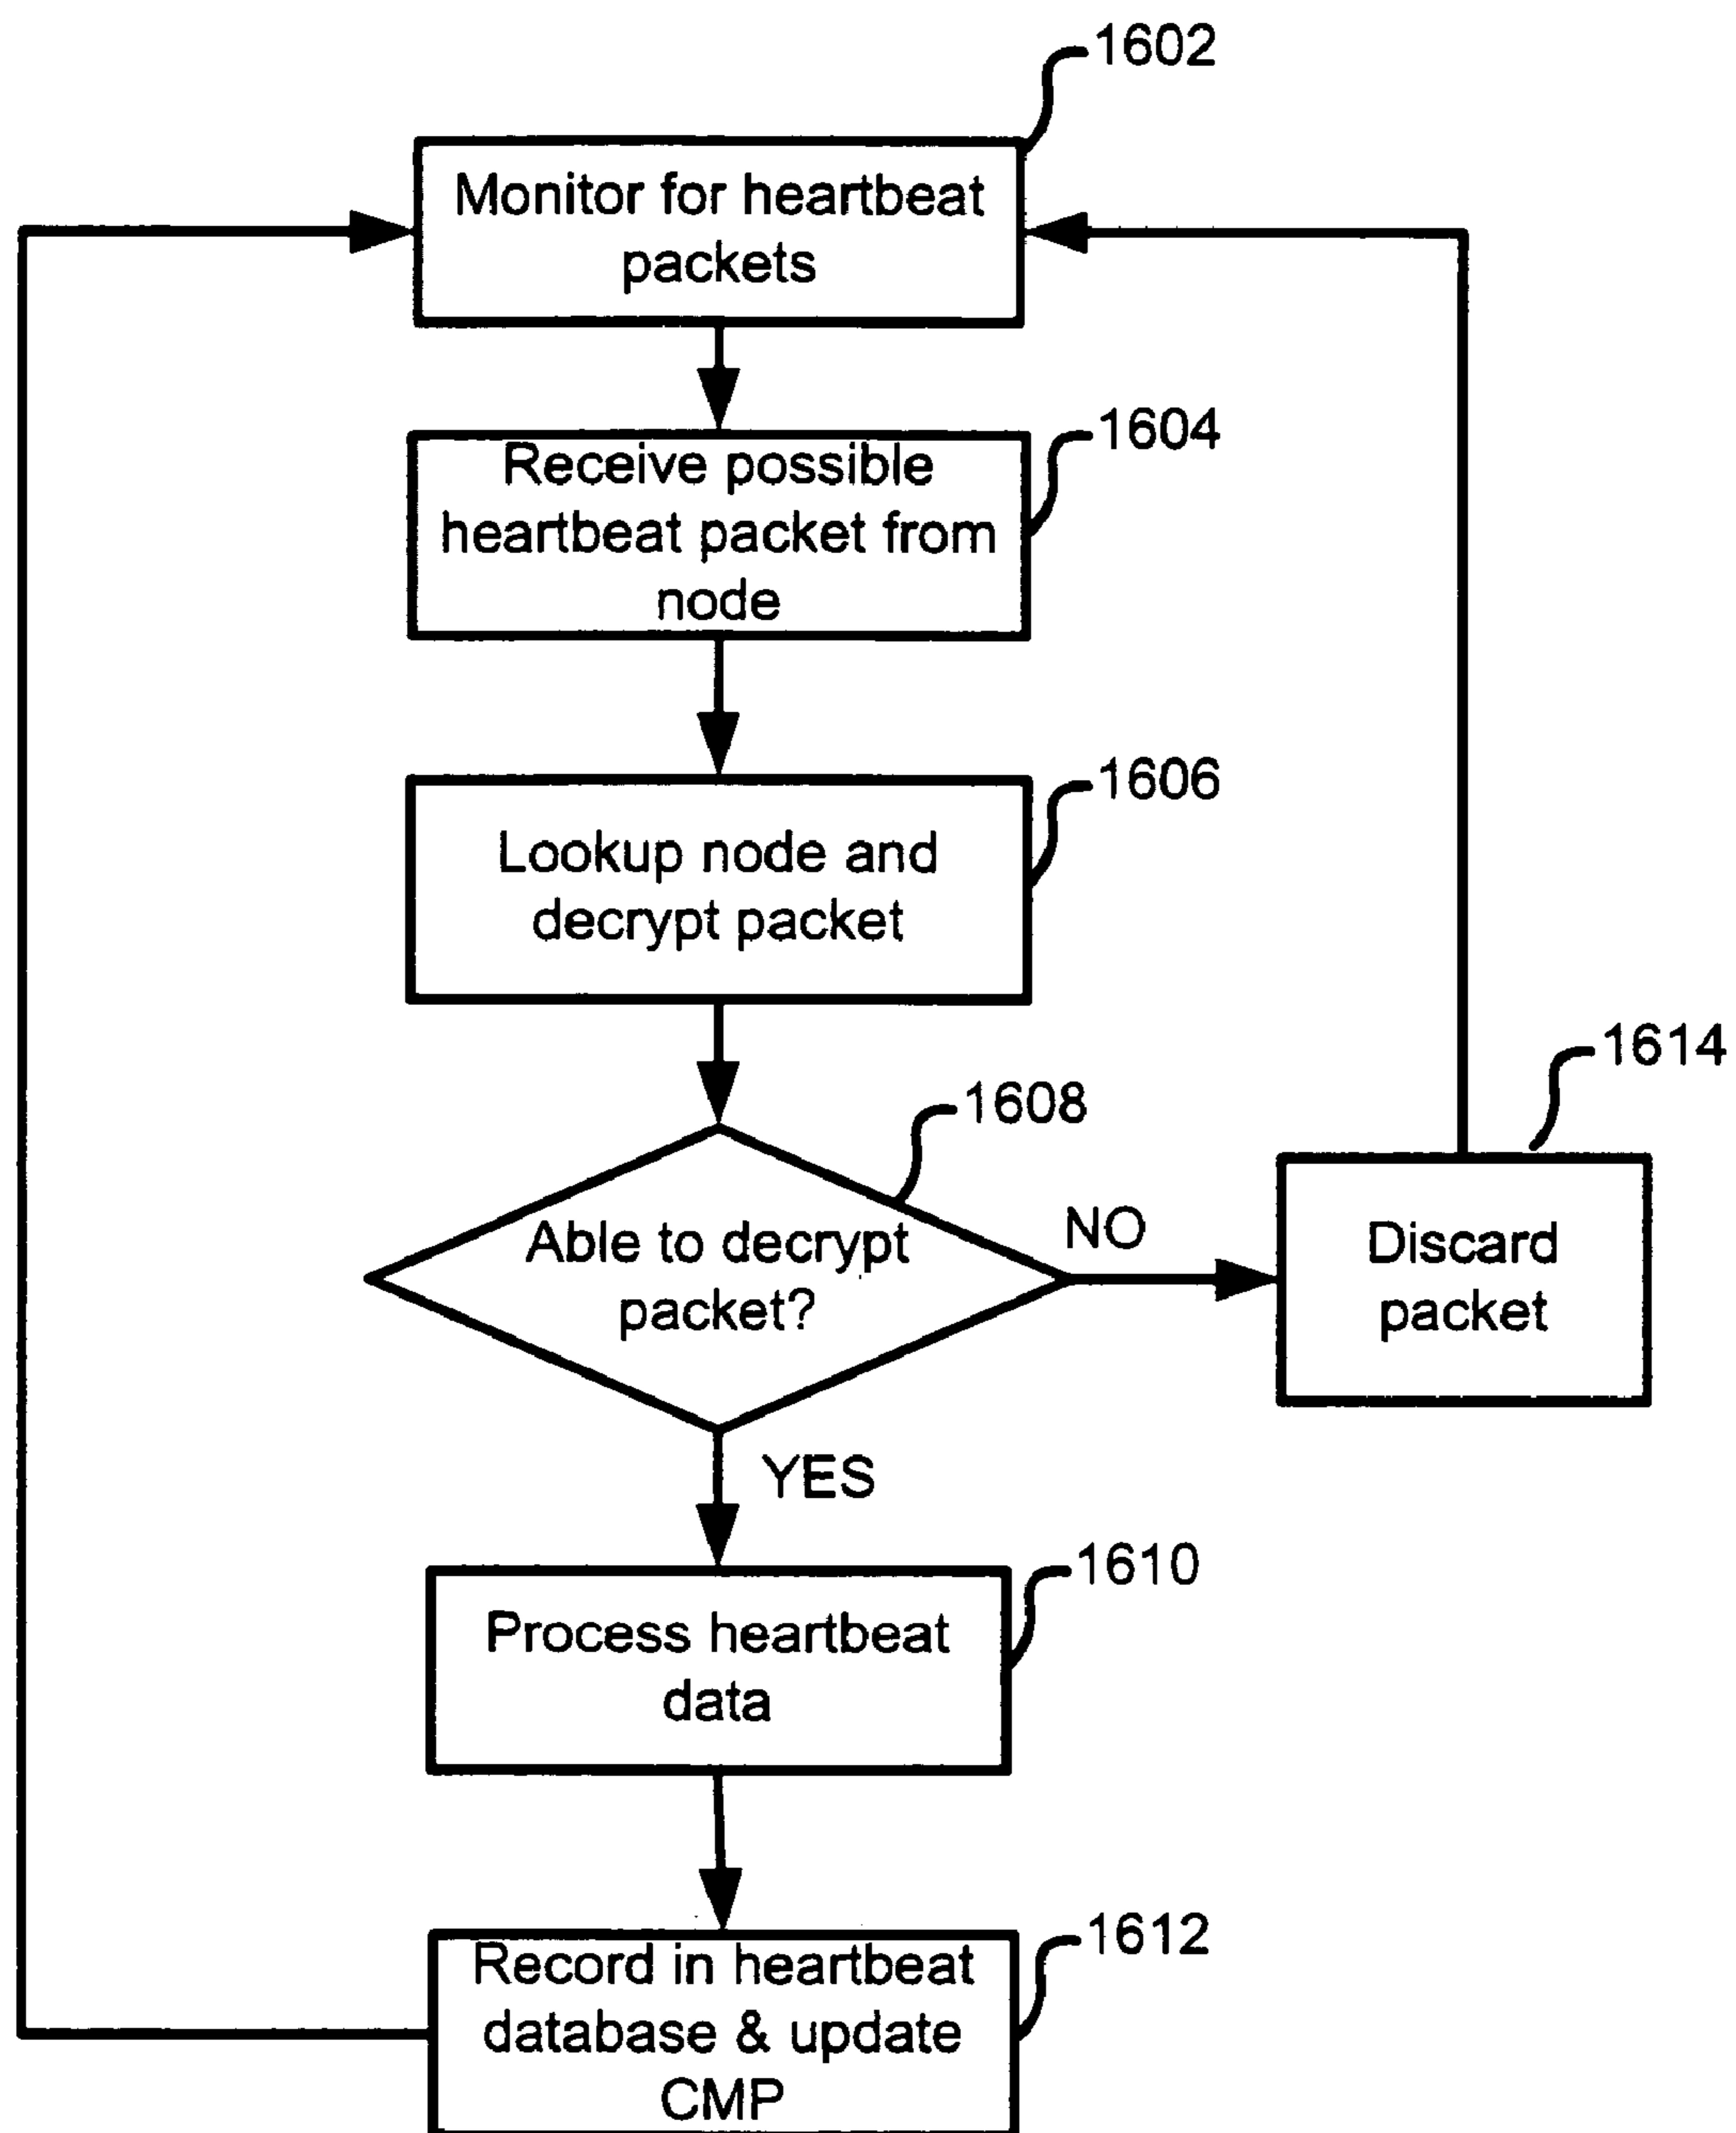 1602
Monitor for heartbeat
packets
1604
Receive possible
heartbeat packet from
node
1606
Lookup node and
decrypt packet
1608
Able to decrypt
packet?
NO
1614
Discard
packet
YES
1610
Process heartbeat
data
1612
Record in heartbeat
database & update
CMP